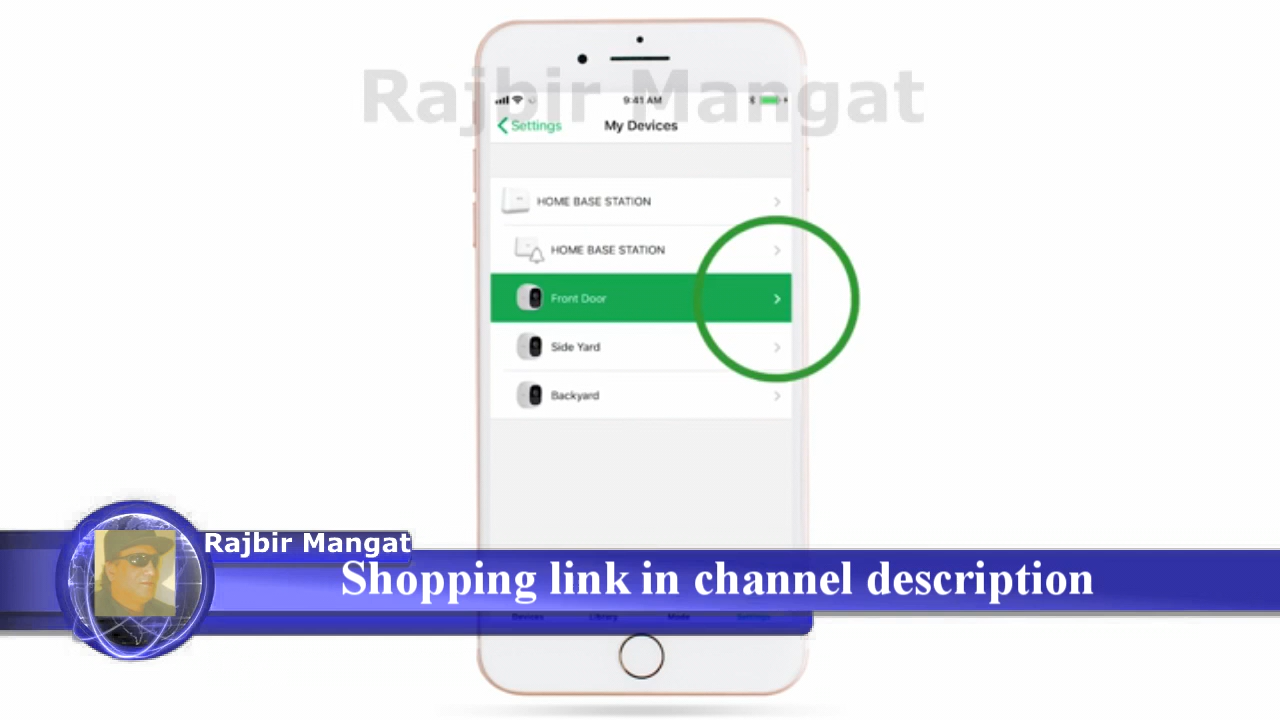 Rajbir Mangat
9:41 AM
Settings
My Devices
HOME BASE STATION
HOME BASE STATION
Front Door
Side Yard
Backyard
Rajbir Mangat
Shopping link in channel description
Devices Library Mode Settings